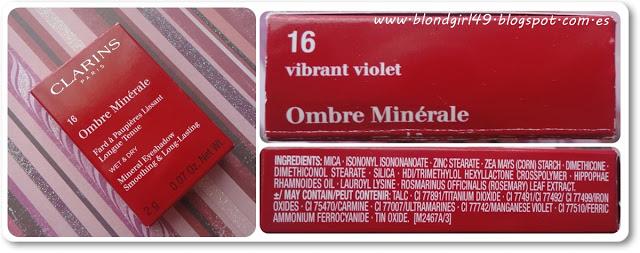 www.blondgirl49.blogspot.com.es
CLARINS
PARIS
16
Ombre Minérale
Fard à Paupières Lissant
Longue Tenue
WET & DRY
Mineral Eyeshadow
Smoothing & Long-Lasting
2 g 0.07 Oz. Net Wt.
16
vibrant violet
Ombre Minérale
INGREDIENTS: MICA · ISONONYL ISONONANOATE · ZINC STEARATE · ZEA MAYS (CORN) STARCH · DIMETHICONE ·
DIMETHICONOL STEARATE · SILICA · HDI/TRIMETHYLOL HEXYLLACTONE CROSSPOLYMER · HIPPOPHAE
RHAMNOIDES OIL · LAUROYL LYSINE · ROSMARINUS OFFICINALIS (ROSEMARY) LEAF EXTRACT.
+/- MAY CONTAIN/PEUT CONTENIR: TALC · CI 77891/TITANIUM DIOXIDE · CI 77491/CI 77492/ CI 77499/IRON
OXIDES · CI 75470/CARMINE · CI 77007/ULTRAMARINES · CI 77742/MANGANESE VIOLET · CI 77510/FERRIC
AMMONIUM FERROCYANIDE · TIN OXIDE. [M2467A/3]